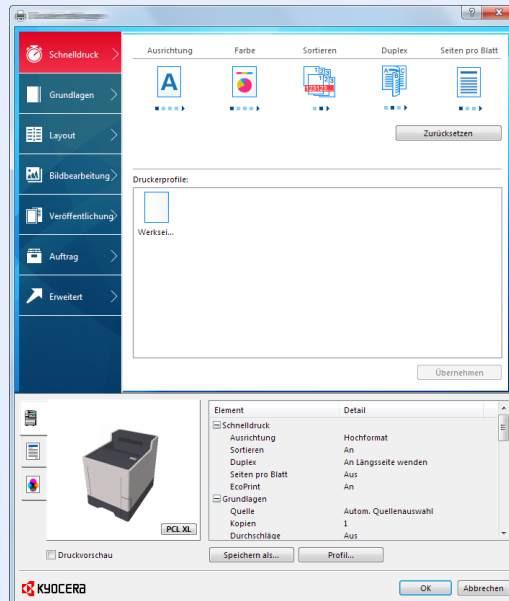 Schnelldruck
Grundlagen
Layout
Bildbearbeitung
Veröffentlichung
Auftrag
Erweitert
Ausrichtung Farbe Sortieren Duplex Seiten pro Blatt
A
123123...
A B C
Zurücksetzen
Druckerprofile:
Werksei...
Übernehmen
PCL XL
Druckvorschau
Element Detail
Schnelldruck
Ausrichtung Hochformat
Sortieren An
Duplex An Längsseite wenden
Seiten pro Blatt Aus
EcoPrint An
Grundlagen
Quelle Autom. Quellenauswahl
Kopien 1
Durchschläge Aus
Speichern als... Profil...
KYOCERA
OK Abbrechen